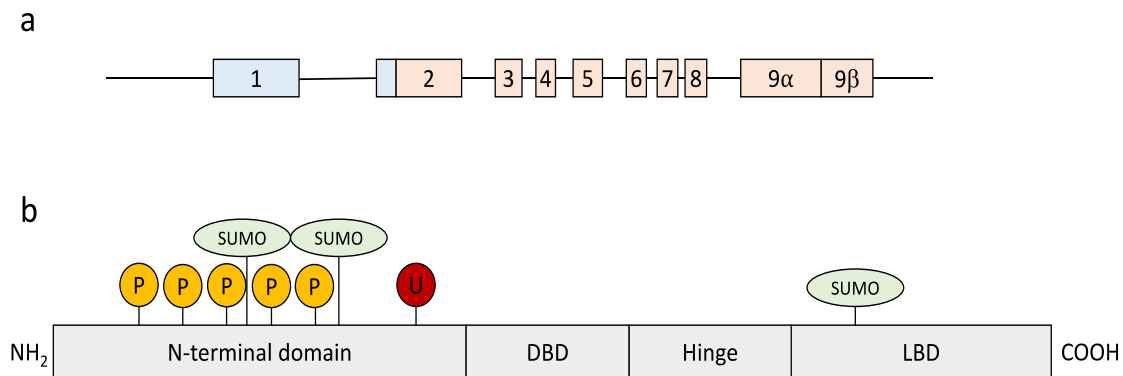 a
1 2 3 4 5 6 7 8 9α 9β
b
SUMO SUMO
P P P P P U SUMO
NH₂ N-terminal domain DBD Hinge LBD COOH